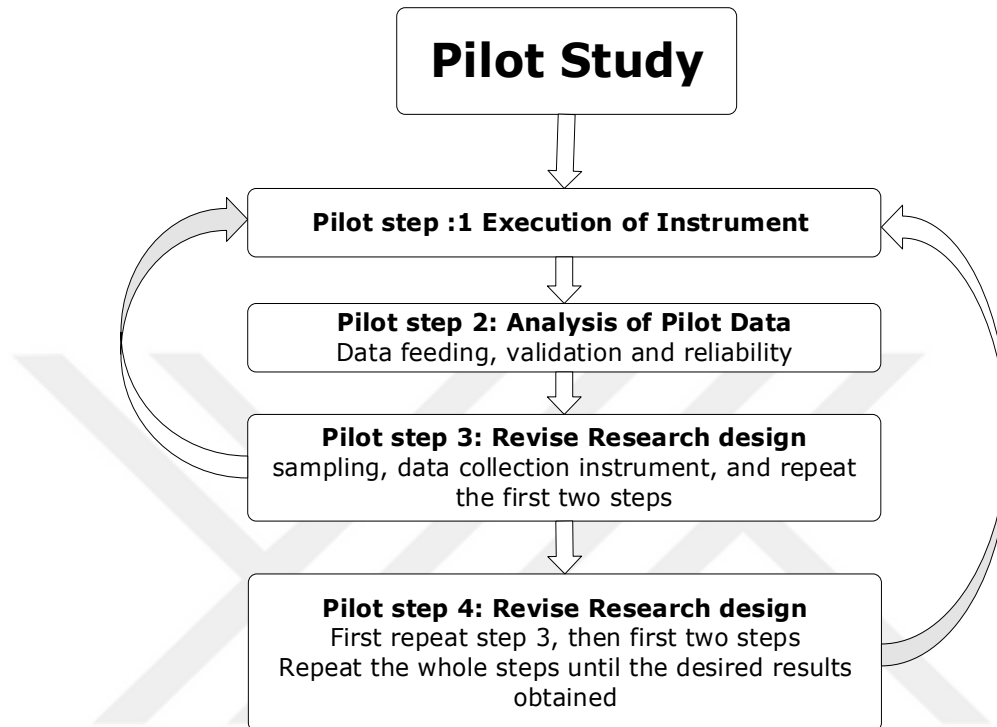 Pilot Study
Pilot step :1 Execution of Instrument
Pilot step 2: Analysis of Pilot Data
Data feeding, validation and reliability
Pilot step 3: Revise Research design
sampling, data collection instrument, and repeat
the first two steps
Pilot step 4: Revise Research design
First repeat step 3, then first two steps
Repeat the whole steps until the desired results
obtained